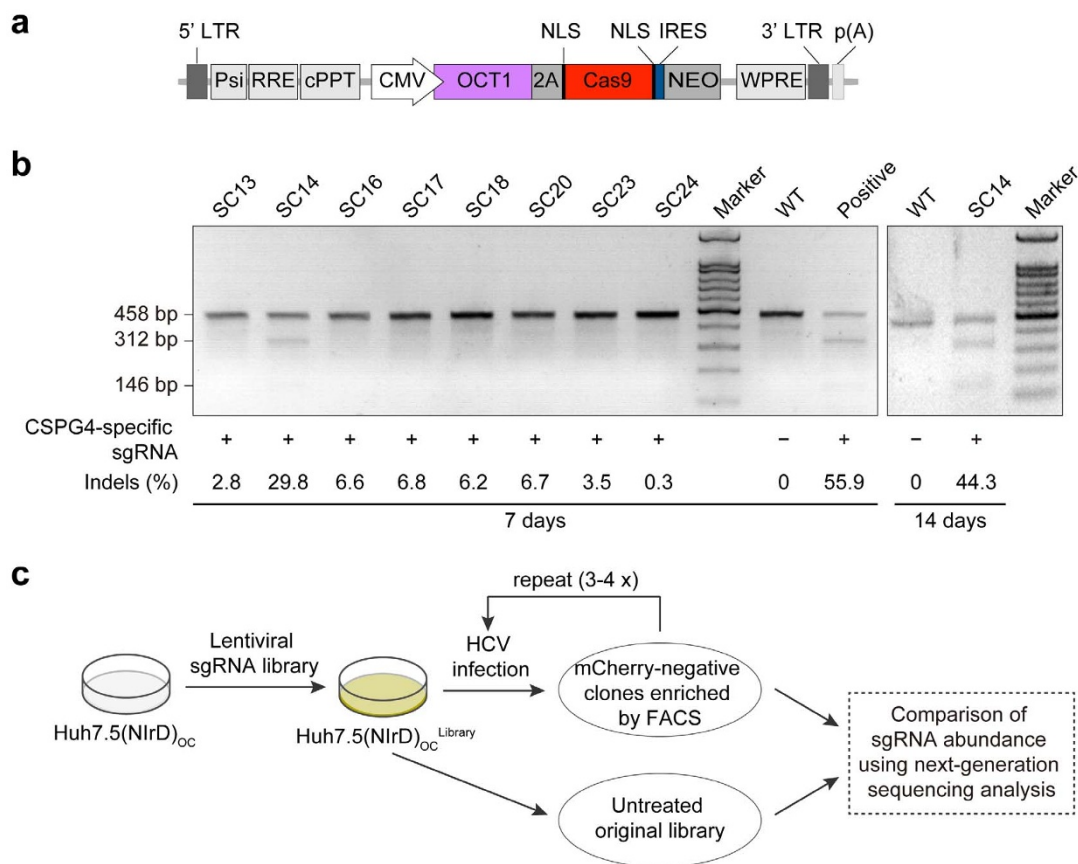 a
5' LTR NLS NLS IRES 3' LTR p(A)
Psi RRE cPPT CMV OCT1 2A Cas9 NEO WPRE
b
SC13 SC14 SC16 SC17 SC18 SC20 SC23 SC24 Marker WT Positive WT SC14 Marker
458 bp
312 bp
146 bp
CSPG4-specific
sgRNA
+ + + + + + + + − + − +
Indels (%) 2.8 29.8 6.6 6.8 6.2 6.7 3.5 0.3 0 55.9 0 44.3
7 days 14 days
c
repeat (3-4 x)
Lentiviral
sgRNA library
HCV
infection
mCherry-negative
clones enriched
by FACS
Huh7.5(NIrD)OC
Huh7.5(NIrD)OC Library
Untreated
original library
Comparison of
sgRNA abundance
using next-generation
sequencing analysis